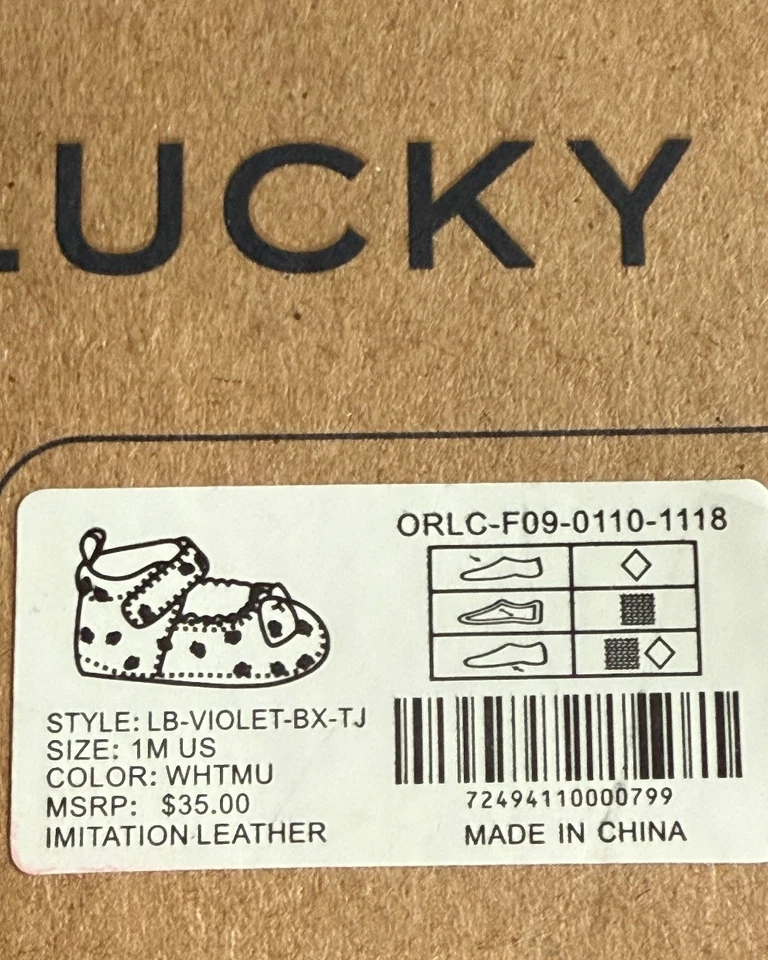 LUCKY
ORLC-F09-0110-1118
STYLE: LB-VIOLET-BX-TJ
SIZE: 1M US
COLOR: WHTMU
MSRP: $35.00
IMITATION LEATHER
72494110000799
MADE IN CHINA